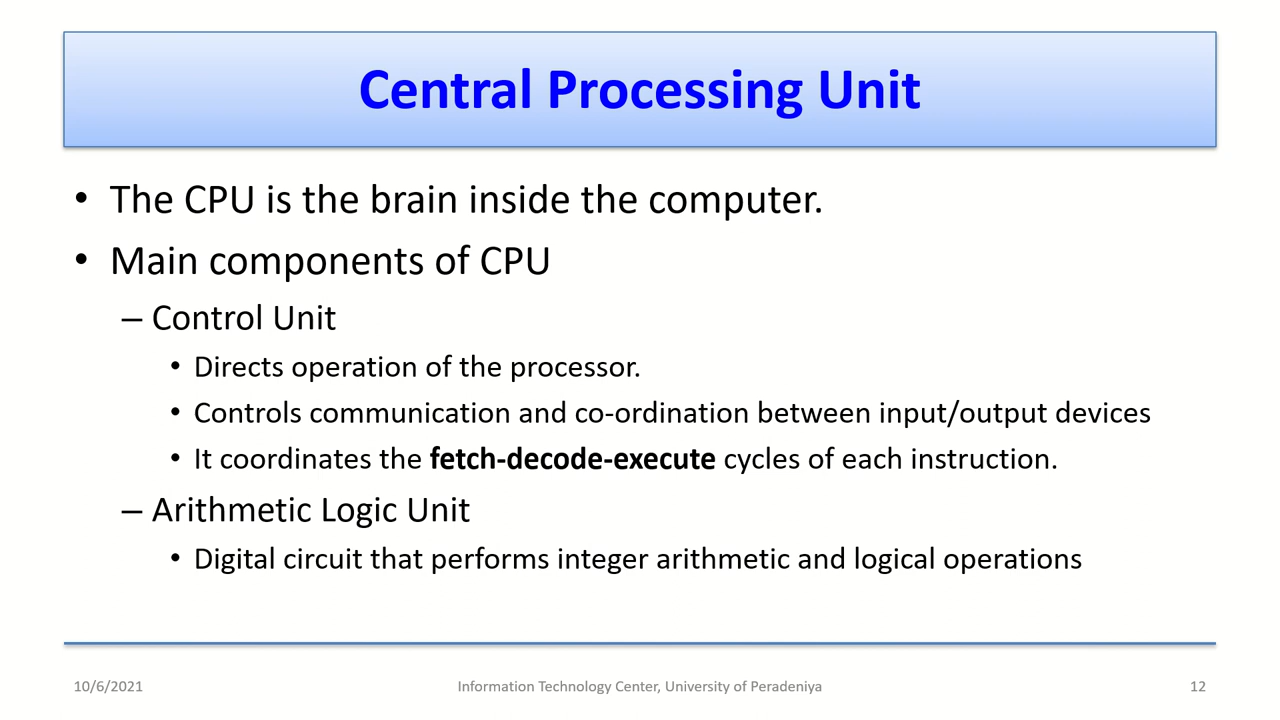 Central Processing Unit
• The CPU is the brain inside the computer.
• Main components of CPU
– Control Unit
• Directs operation of the processor.
• Controls communication and co-ordination between input/output devices
• It coordinates the fetch-decode-execute cycles of each instruction.
– Arithmetic Logic Unit
• Digital circuit that performs integer arithmetic and logical operations
10/6/2021 Information Technology Center, University of Peradeniya 12